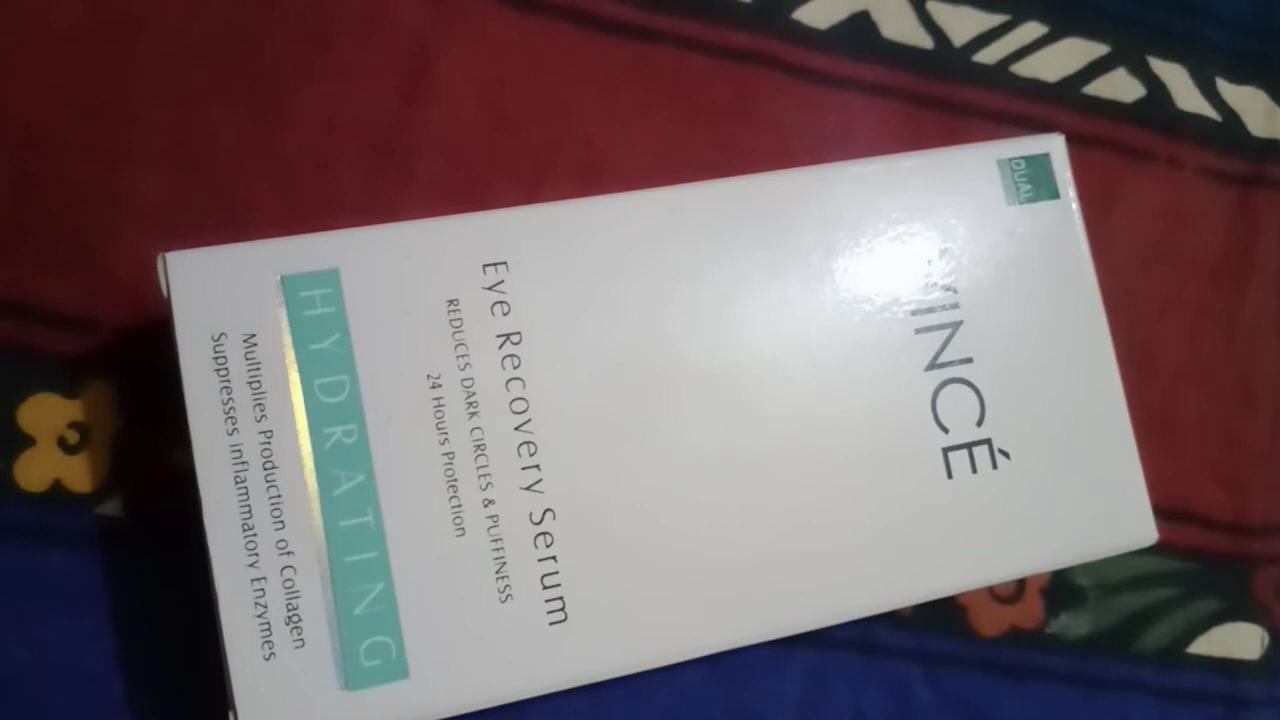 DUAL
VINCÉ
Eye Recovery Serum
REDUCES DARK CIRCLES & PUFFINESS
24 Hours Protection
HYDRATING
Multiplies Production of Collagen
Suppresses inflammatory Enzymes